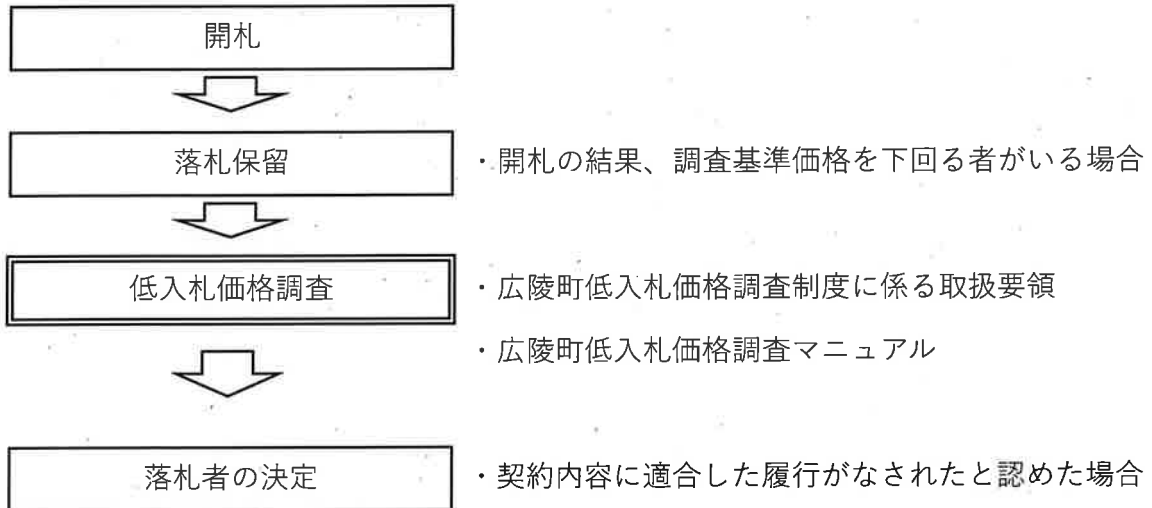 開札
落札保留
・開札の結果、調査基準価格を下回る者がいる場合
低入札価格調査
・広陵町低入札価格調査制度に係る取扱要領
・広陵町低入札価格調査マニュアル
落札者の決定
・契約内容に適合した履行がなされたと認めた場合